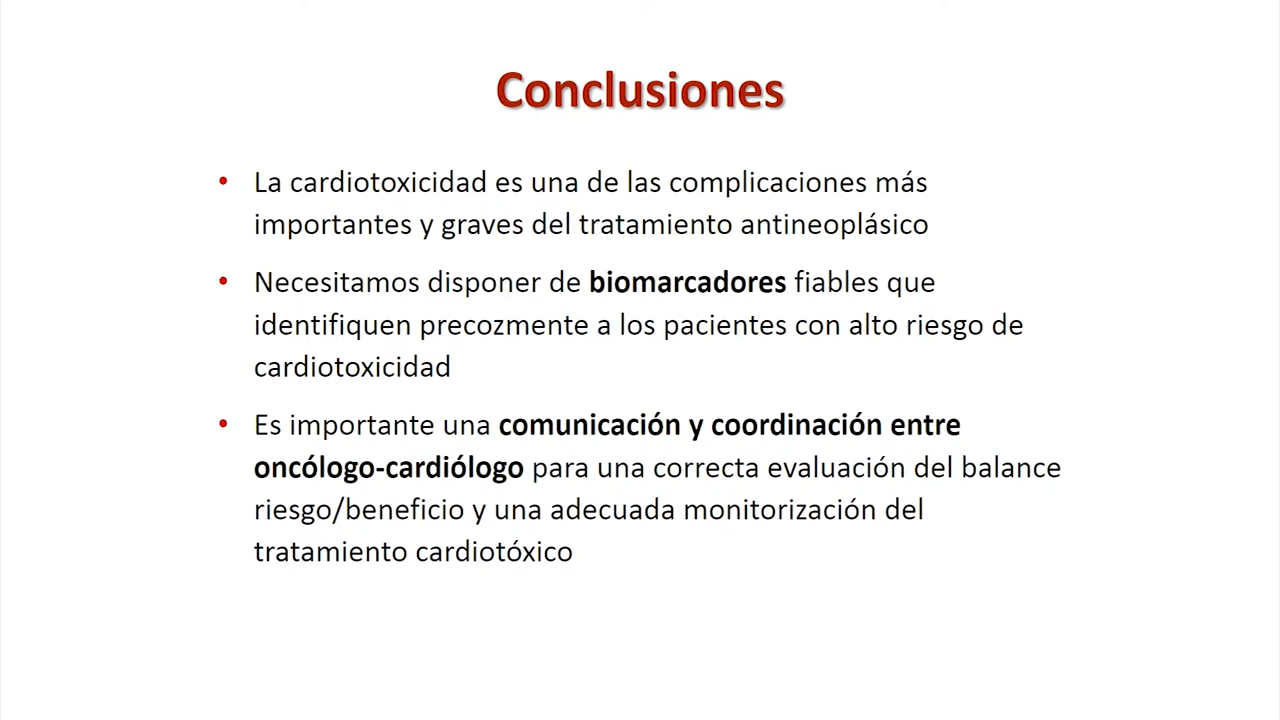 Conclusiones
• La cardiotoxicidad es una de las complicaciones más
importantes y graves del tratamiento antineoplásico
• Necesitamos disponer de biomarcadores fiables que
identifiquen precozmente a los pacientes con alto riesgo de
cardiotoxicidad
• Es importante una comunicación y coordinación entre
oncólogo-cardiólogo para una correcta evaluación del balance
riesgo/beneficio y una adecuada monitorización del
tratamiento cardiotóxico